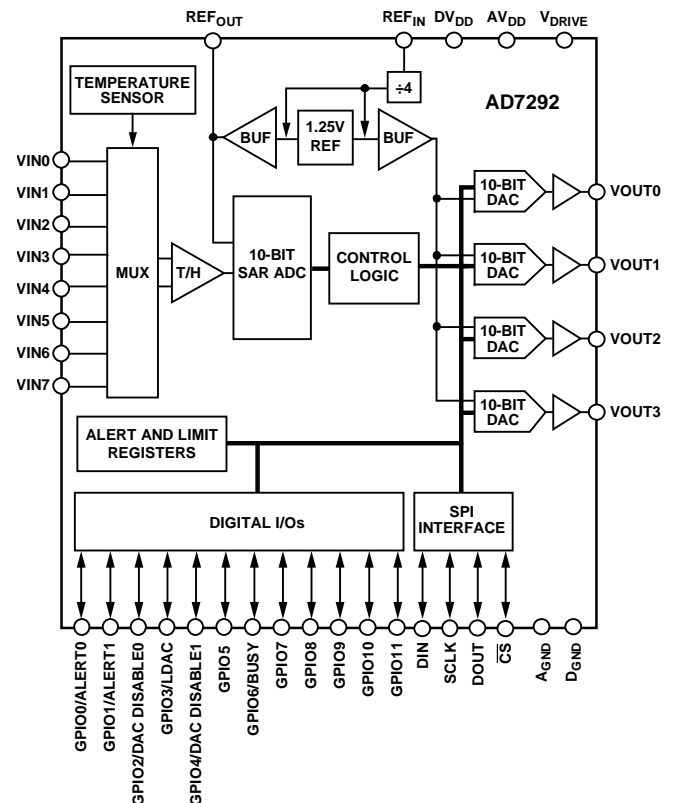 REFOUT
REFIN
DVDD
AVDD
VDRIVE
TEMPERATURE
SENSOR
÷4
AD7292
BUF
1.25V
REF
BUF
VIN0
VIN1
VIN2
VIN3
VIN4
VIN5
VIN6
VIN7
MUX
T/H
10-BIT
SAR ADC
CONTROL
LOGIC
10-BIT
DAC
VOUT0
10-BIT
DAC
VOUT1
10-BIT
DAC
VOUT2
10-BIT
DAC
VOUT3
ALERT AND LIMIT
REGISTERS
DIGITAL I/Os
SPI
INTERFACE
GPIO0/ALERT0
GPIO1/ALERT1
GPIO2/DAC DISABLE0
GPIO3/LDAC
GPIO4/DAC DISABLE1
GPIO5
GPIO6/BUSY
GPIO7
GPIO8
GPIO9
GPIO10
GPIO11
DIN
SCLK
DOUT
CS
AGND
DGND